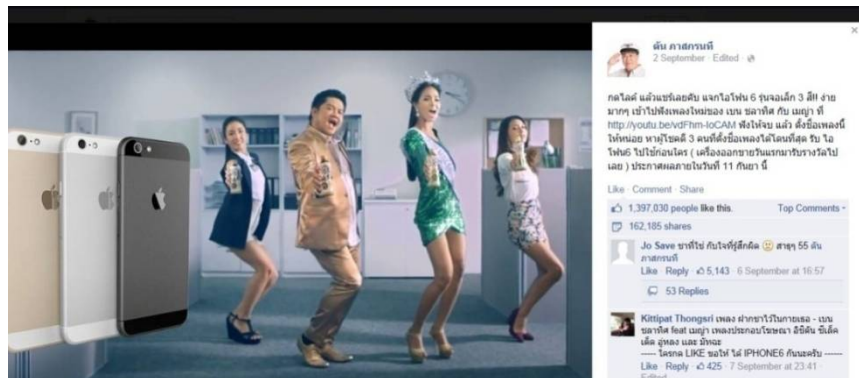 ตัน ภาสกรนที
2 September · Edited ·
กดไลค์ แล้วแชร์เลยคับ แจกไอโฟน 6 รุ่นจอเล็ก 3 สี!! ง่าย
มากๆ เข้าไปฟังเพลงใหม่ของ เบน ชลาทิศ กับ เมญ่า ที่
http://youtu.be/vdFhm-IoCAM ฟังให้จบ แล้ว ตั้งชื่อเพลงนี้
ให้หน่อย หาผู้โชคดี 3 คนที่ตั้งชื่อเพลงได้โดนที่สุด รับ ไอ
โฟน6 ไปใช้ก่อนใคร ( เครื่องออกขายวันแรกมารับรางวัลไป
เลย ) ประกาศผลภายในวันที่ 11 กันยา นี้
Like · Comment · Share
1,397,030 people like this. Top Comments
162,185 shares
Jo Save ชาที่ใช่ กับใจที่รู้สึกผิด สาธุๆ 55 ตัน
ภาสกรนที
Like · Reply · 5,143 · 6 September at 16:57
53 Replies
Kittipat Thongsri เพลง ฝากชาไว้ในกายเธอ - เบน
ชลาทิศ feat เมญ่า เพลงประกอบโฆษณา อิชิตัน ซีเล็ค
เต็ด อู่หลง และ มัทฉะ
----- ใครกด LIKE ขอให้ ได้ IPHONE6 กันนะครับ ------
Like · Reply · 425 · 7 September at 23:41 ·
Edited